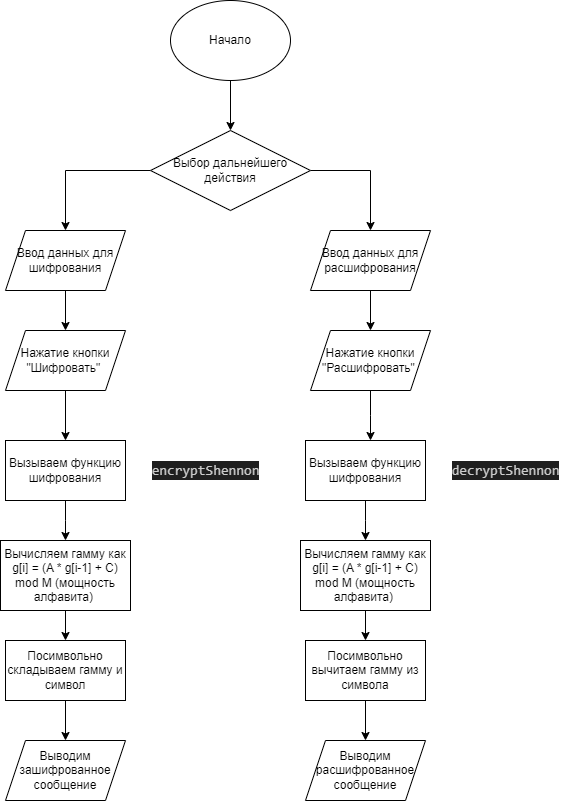 Начало
Выбор дальнейшего
действия
Ввод данных для
шифрования
Ввод данных для
расшифрования
Нажатие кнопки
"Шифровать"
Нажатие кнопки
"Расшифровать"
Вызываем функцию
шифрования
encryptShennon
Вызываем функцию
шифрования
decryptShennon
Вычисляем гамму как
g[i] = (A * g[i-1] + C)
mod M (мощность
алфавита)
Вычисляем гамму как
g[i] = (A * g[i-1] + C)
mod M (мощность
алфавита)
Посимвольно
складываем гамму и
символ
Посимвольно
вычитаем гамму из
символа
Выводим
зашифрованное
сообщение
Выводим
расшифрованное
сообщение